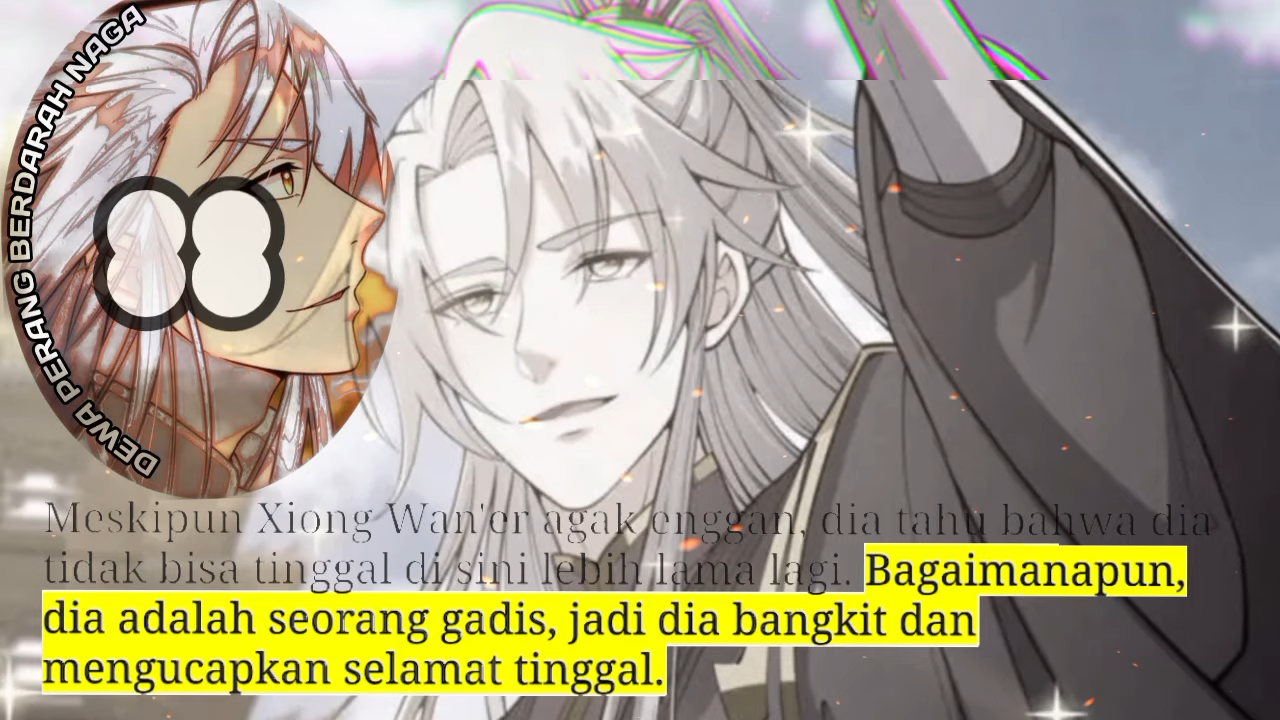 DEWA PERANG BERDARAH NAGA
88
Meskipun Xiong Wan'er agak enggan, dia tahu bahwa dia
tidak bisa tinggal di sini lebih lama lagi. Bagaimanapun,
dia adalah seorang gadis, jadi dia bangkit dan
mengucapkan selamat tinggal.